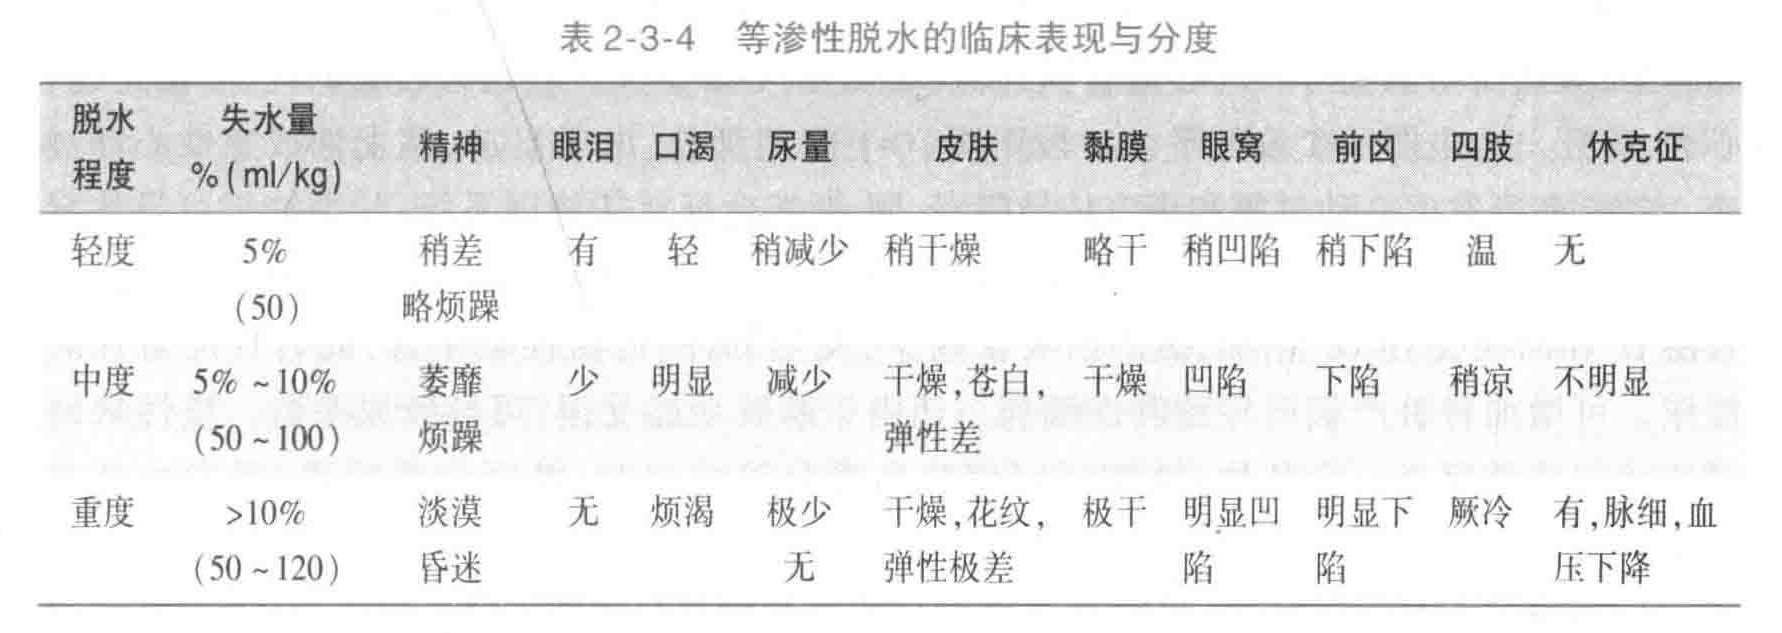 表2-3-4 等渗性脱水的临床表现与分度
脱水程度 失水量%(ml/kg) 精神 眼泪 口渴 尿量 皮肤 黏膜 眼窝 前囟 四肢 休克征
轻度 5% 稍差 有 轻 稍减少 稍干燥 略干 稍凹陷 稍下陷 温 无
(50) 略烦躁
中度 5%~10% 萎靡 少 明显 减少 干燥,苍白, 干燥 凹陷 下陷 稍凉 不明显
(50~100) 烦躁 弹性差
重度 >10% 淡漠 无 烦渴 极少 干燥,花纹, 极干 明显凹 明显下 厥冷 有,脉细,血
(50~120) 昏迷 无 弹性极差 陷 陷 压下降